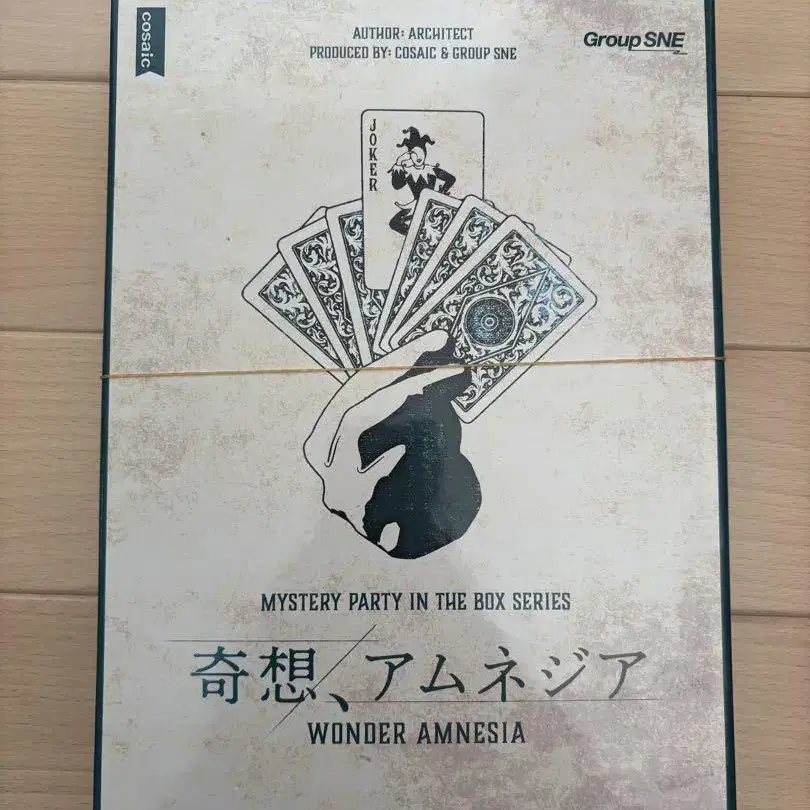 cosaic
AUTHOR: ARCHITECT
PRODUCED BY: COSAIC & GROUP SNE
Group SNE
JOKER
MYSTERY PARTY IN THE BOX SERIES
奇想、アムネジア
WONDER AMNESIA